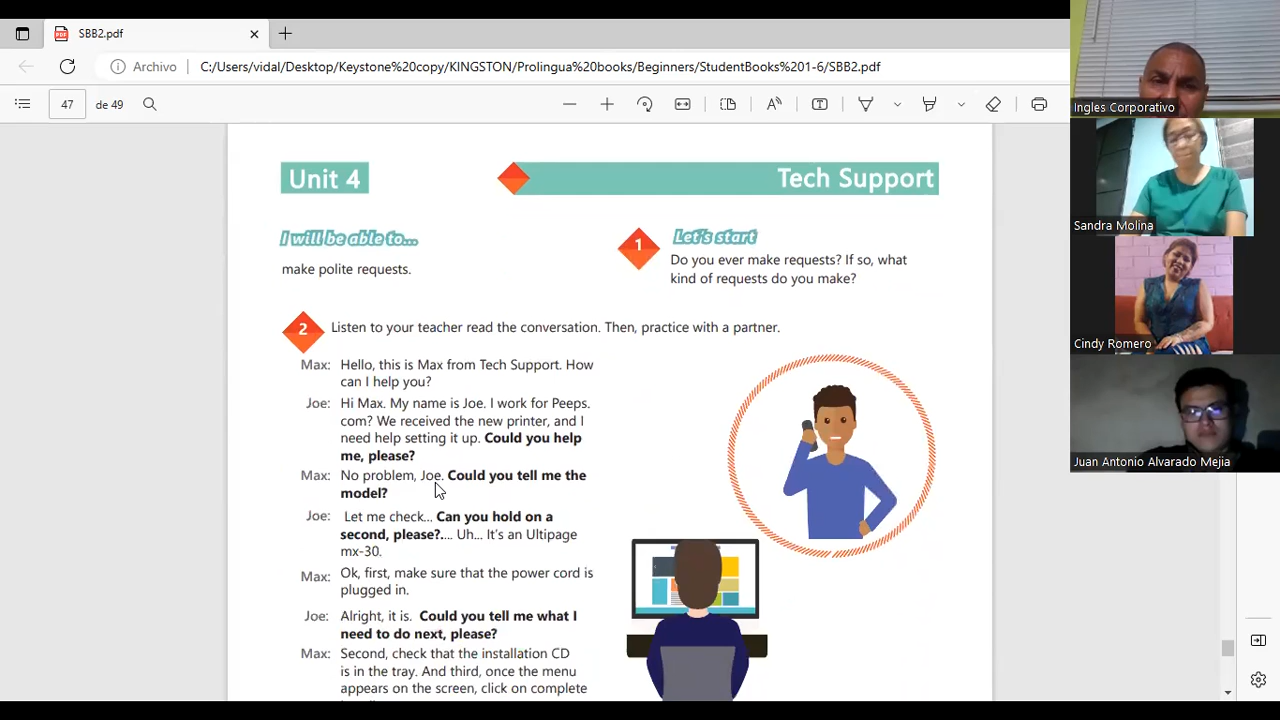 SBB2.pdf
Archivo
C:/Users/vidal/Desktop/Keystone%20copy/KINGSTON/Prolingua%20books/Beginners/StudentBooks%201-6/SBB2.pdf
47
de 49
Unit 4
Tech Support
I will be able to...
make polite requests.
1
Let's start
Do you ever make requests? If so, what
kind of requests do you make?
2
Listen to your teacher read the conversation. Then, practice with a partner.
Max: Hello, this is Max from Tech Support. How
can I help you?
Joe: Hi Max. My name is Joe. I work for Peeps.
com? We received the new printer, and I
need help setting it up. Could you help
me, please?
Max: No problem, Joe. Could you tell me the
model?
Joe: Let me check... Can you hold on a
second, please?.... Uh... It's an Ultipage
mx-30.
Max: Ok, first, make sure that the power cord is
plugged in.
Joe: Alright, it is. Could you tell me what I
need to do next, please?
Max: Second, check that the installation CD
is in the tray. And third, once the menu
appears on the screen, click on complete
Ingles Corporativo
Sandra Molina
Cindy Romero
Juan Antonio Alvarado Mejia